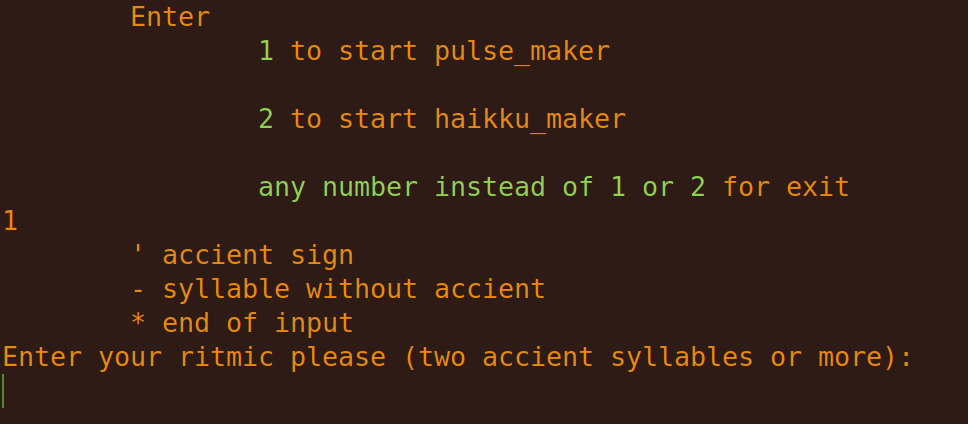 Enter
1 to start pulse_maker
2 to start haikku_maker
any number instead of 1 or 2 for exit
1
' accient sign
- syllable without accient
* end of input
Enter your ritmic please (two accient syllables or more):